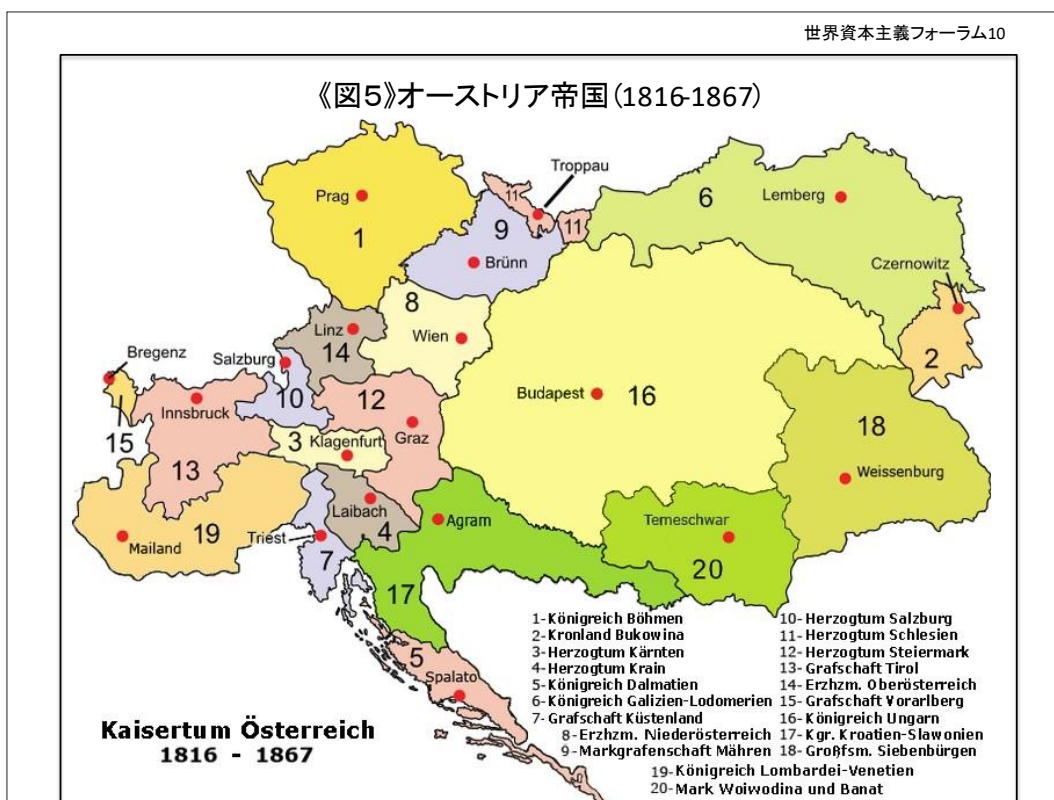 世界資本主義フォーラム10
《図5》オーストリア帝国(1816-1867)
Troppau
11
6
Lemberg
Prag
9
11
1
Brünn
Czernowitz
8
Linz
Wien
2
Bregenz
Salzburg
14
10
12
Budapest
16
Innsbruck
18
15
3
Klagenfurt
Graz
13
Weissenburg
Laibach
Agram
Temeschwar
19
Triest
4
Mailand
7
20
17
5
Spalato
Kaisertum Österreich
1816 - 1867
1-Königreich Böhmen
2-Kronland Bukowina
3-Herzogtum Kärnten
4-Herzogtum Krain
5-Königreich Dalmatien
6-Königreich Galizien-Lodomerien
7-Grafschaft Küstenland
8-Erzhzm. Niederösterreich
9-Markgrafenschaft Mähren
10-Herzogtum Salzburg
11-Herzogtum Schlesien
12-Herzogtum Steiermark
13-Grafschaft Tirol
14-Erzhzm. Oberösterreich
15-Grafschaft Vorarlberg
16-Königreich Ungarn
17-Kgr. Kroatien-Slawonien
18-Großfsm. Siebenbürgen
19-Königreich Lombardei-Venetien
20-Mark Woiwodina und Banat